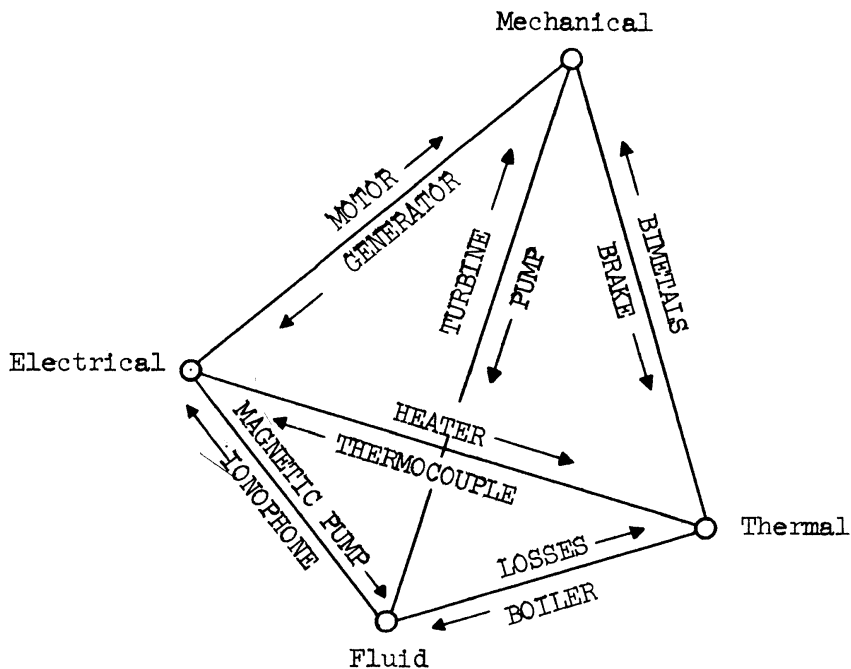 Mechanical
MOTOR
GENERATOR
TURBINE
PUMP
BRAKE
BIMETALS
Electrical
HEATER
THERMOCOUPLE
MAGNETIC PUMP
IONOPHONE
Thermal
LOSSES
BOILER
Fluid